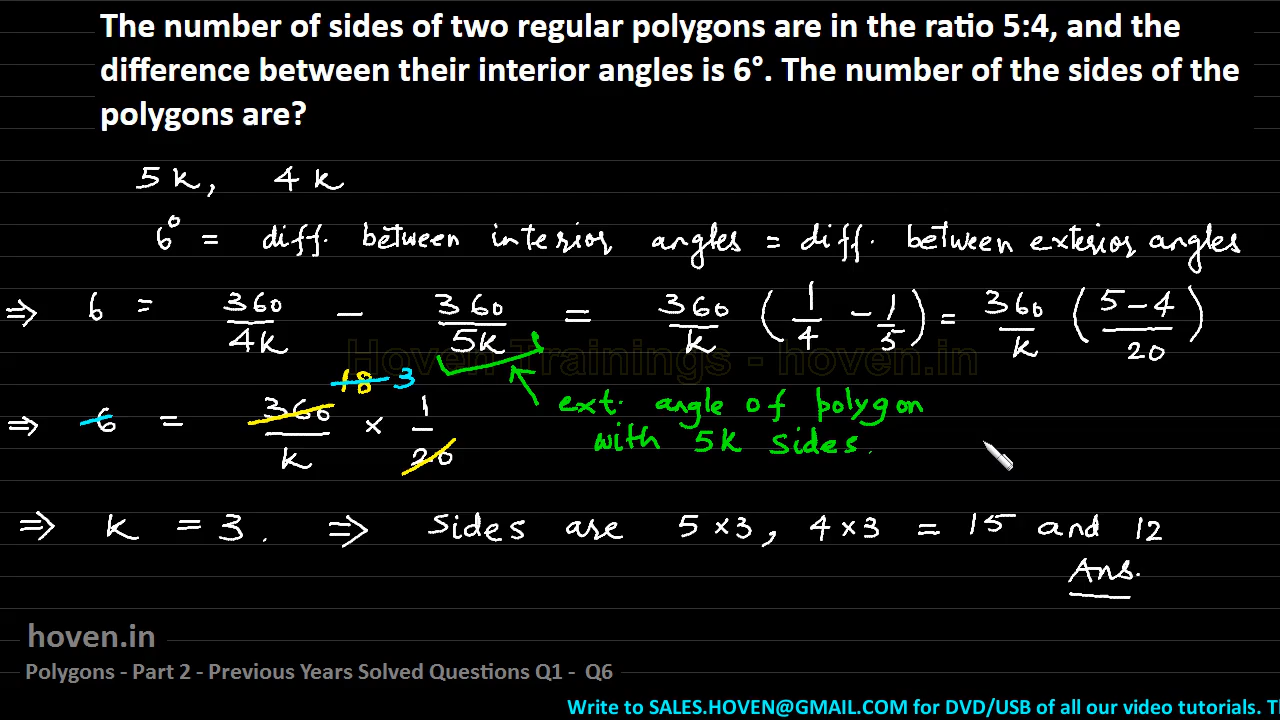 The number of sides of two regular polygons are in the ratio 5:4, and the
difference between their interior angles is 6°. The number of the sides of the
polygons are?
5k, 4k
6° = diff. between interior angles = diff. between exterior angles
⇒ 6 = 360/4k − 360/5k = 360/k (1/4 − 1/5) = 360/k (5−4/20)
Hoven Trainings - hoven.in
18 3
⇒ 6 = 360/k × 1/20
ext. angle of polygon
with 5k sides.
⇒ k = 3. ⇒ Sides are 5×3, 4×3 = 15 and 12
Ans.
hoven.in
Polygons - Part 2 - Previous Years Solved Questions Q1 - Q6
Write to SALES.HOVEN@GMAIL.COM for DVD/USB of all our video tutorials. T